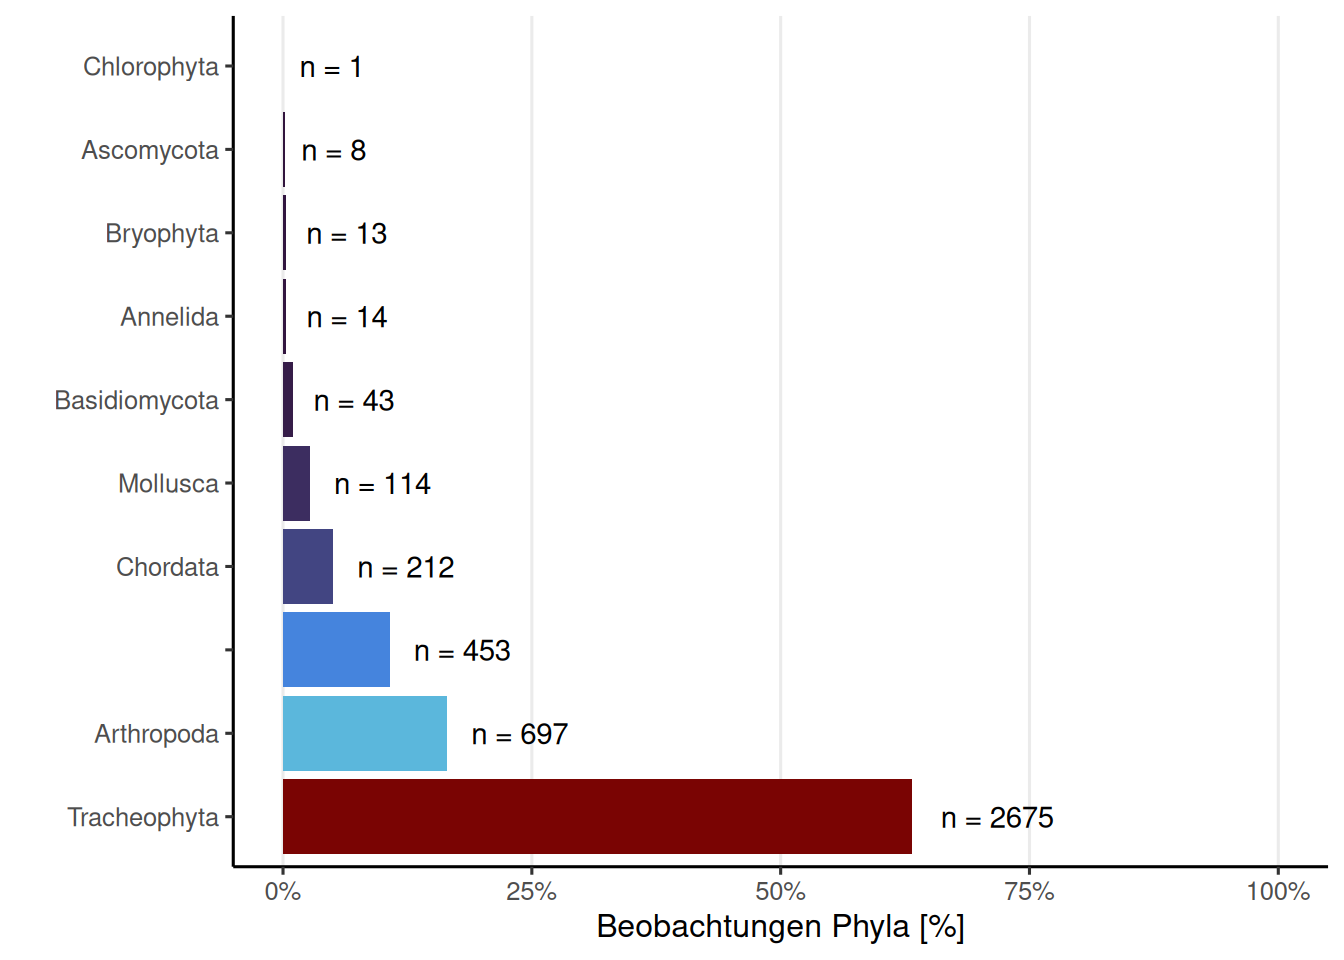 Chlorophyta n = 1
Ascomycota n = 8
Bryophyta n = 13
Annelida n = 14
Basidiomycota n = 43
Mollusca n = 114
Chordata n = 212
n = 453
Arthropoda n = 697
Tracheophyta n = 2675
0% 25% 50% 75% 100%
Beobachtungen Phyla [%]